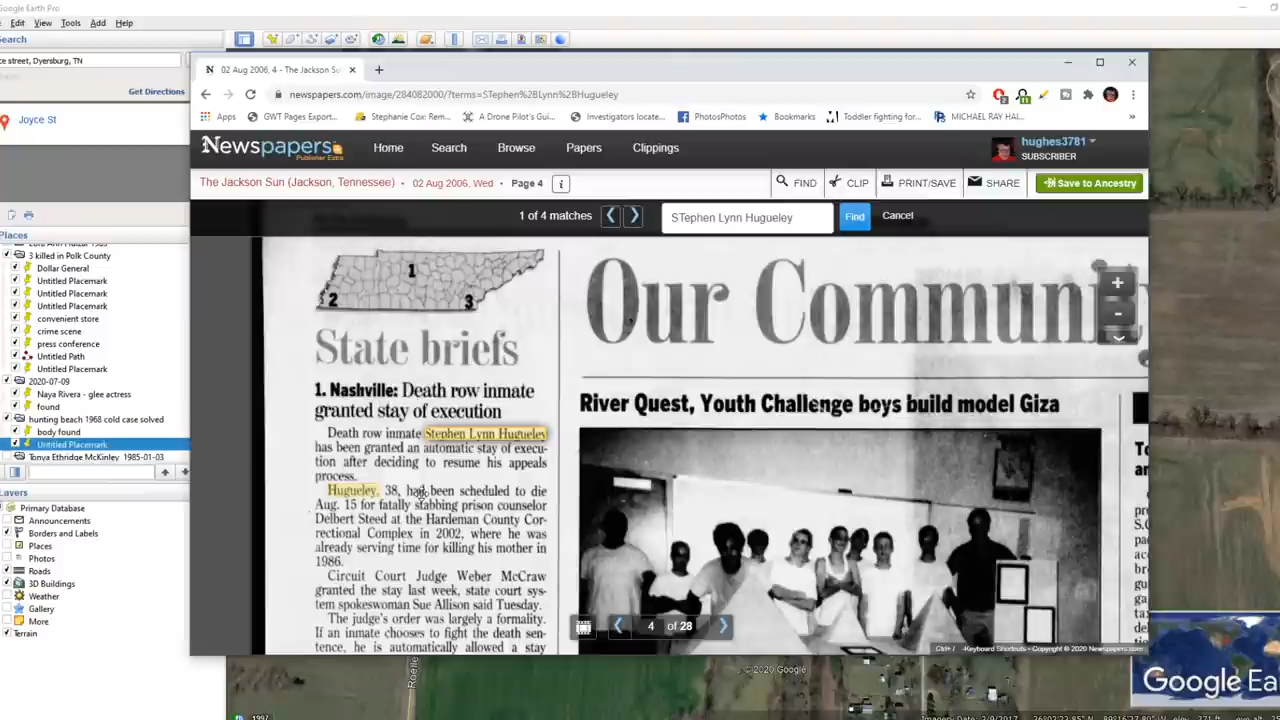 Google Earth Pro
Edit View Tools Add Help
Search
ce street, Dyersburg, TN
Get Directions
Joyce St
Places
3 killed in Polk County
Dollar General
Untitled Placemark
Untitled Placemark
Untitled Placemark
convenient store
crime scene
press conference
Untitled Path
Untitled Placemark
2020-07-09
Naya Rivera - glee actress
found
hunting beach 1968 cold case solved
body found
Untitled Placemark
Tonya Ethridge McKinley 1985-01-03
Layers
Primary Database
Announcements
Borders and Labels
Places
Photos
Roads
3D Buildings
Weather
Gallery
More
Terrain
02 Aug 2006, 4 - The Jackson Su
newspapers.com/image/284082000/?terms=STephen%2BLynn%2BHugueley
Apps GWT Pages Export... Stephanie Cox: Rem... A Drone Pilot's Gui... Investigators locate... PhotosPhotos Bookmarks Toddler fighting for... MICHAEL RAY HAL... »
Newspapers Home Search Browse Papers Clippings
Publisher Extra
hughes3781
SUBSCRIBER
The Jackson Sun (Jackson, Tennessee) • 02 Aug 2006, Wed • Page 4
FIND CLIP PRINT/SAVE SHARE Save to Ancestry
1 of 4 matches STephen Lynn Hugueley Find Cancel
1
2 3
State briefs
1. Nashville: Death row inmate
granted stay of execution
Death row inmate Stephen Lynn Hugueley
has been granted an automatic stay of execu-
tion after deciding to resume his appeals
process.
Hugueley, 38, had been scheduled to die
Aug. 15 for fatally stabbing prison counselor
Delbert Steed at the Hardeman County Cor-
rectional Complex in 2002, where he was
already serving time for killing his mother in
1986.
Circuit Court Judge Weber McCraw
granted the stay last week, state court sys-
tem spokeswoman Sue Allison said Tuesday.
The judge's order was largely a formality.
If an inmate chooses to fight the death sen-
tence, he is automatically allowed a stay
Our Communi
River Quest, Youth Challenge boys build model Giza
4 of 28
Ctrl+ / -Keyboard Shortcuts - Copyright © 2020 Newspapers.com
© 2020 Google
Google Ea
1997